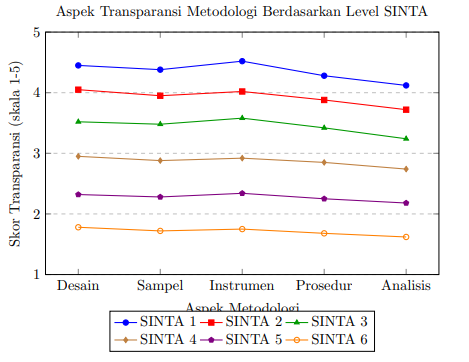 Aspek Transparansi Metodologi Berdasarkan Level SINTA
Skor Transparansi (skala 1-5)
5
4
3
2
1
Desain Sampel Instrumen Prosedur Analisis
Aspek Metodologi
SINTA 1 SINTA 2 SINTA 3
SINTA 4 SINTA 5 SINTA 6